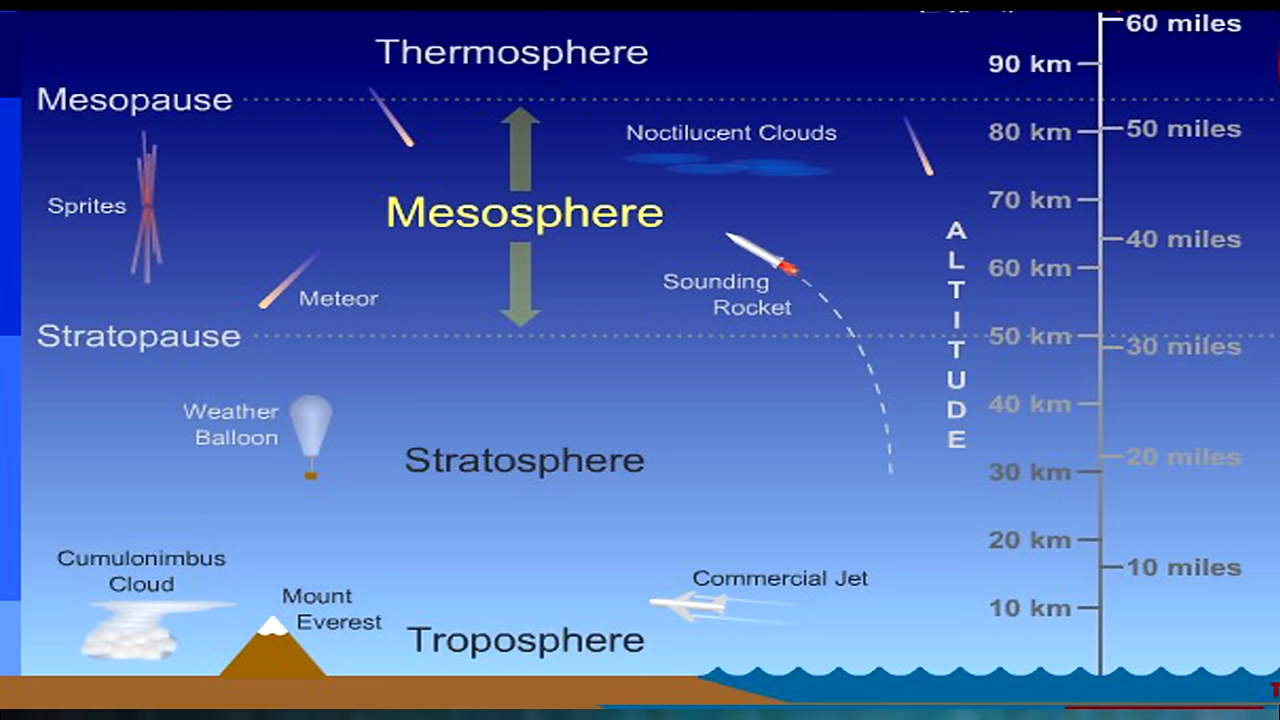 Thermosphere
Mesopause
Noctilucent Clouds
Sprites
Mesosphere
Sounding
Rocket
Meteor
Stratopause
Weather
Balloon
Stratosphere
Cumulonimbus
Cloud
Mount
Everest
Commercial Jet
Troposphere
ALTITUDE
60 miles
90 km
80 km
50 miles
70 km
40 miles
60 km
50 km
30 miles
40 km
20 miles
30 km
20 km
10 miles
10 km